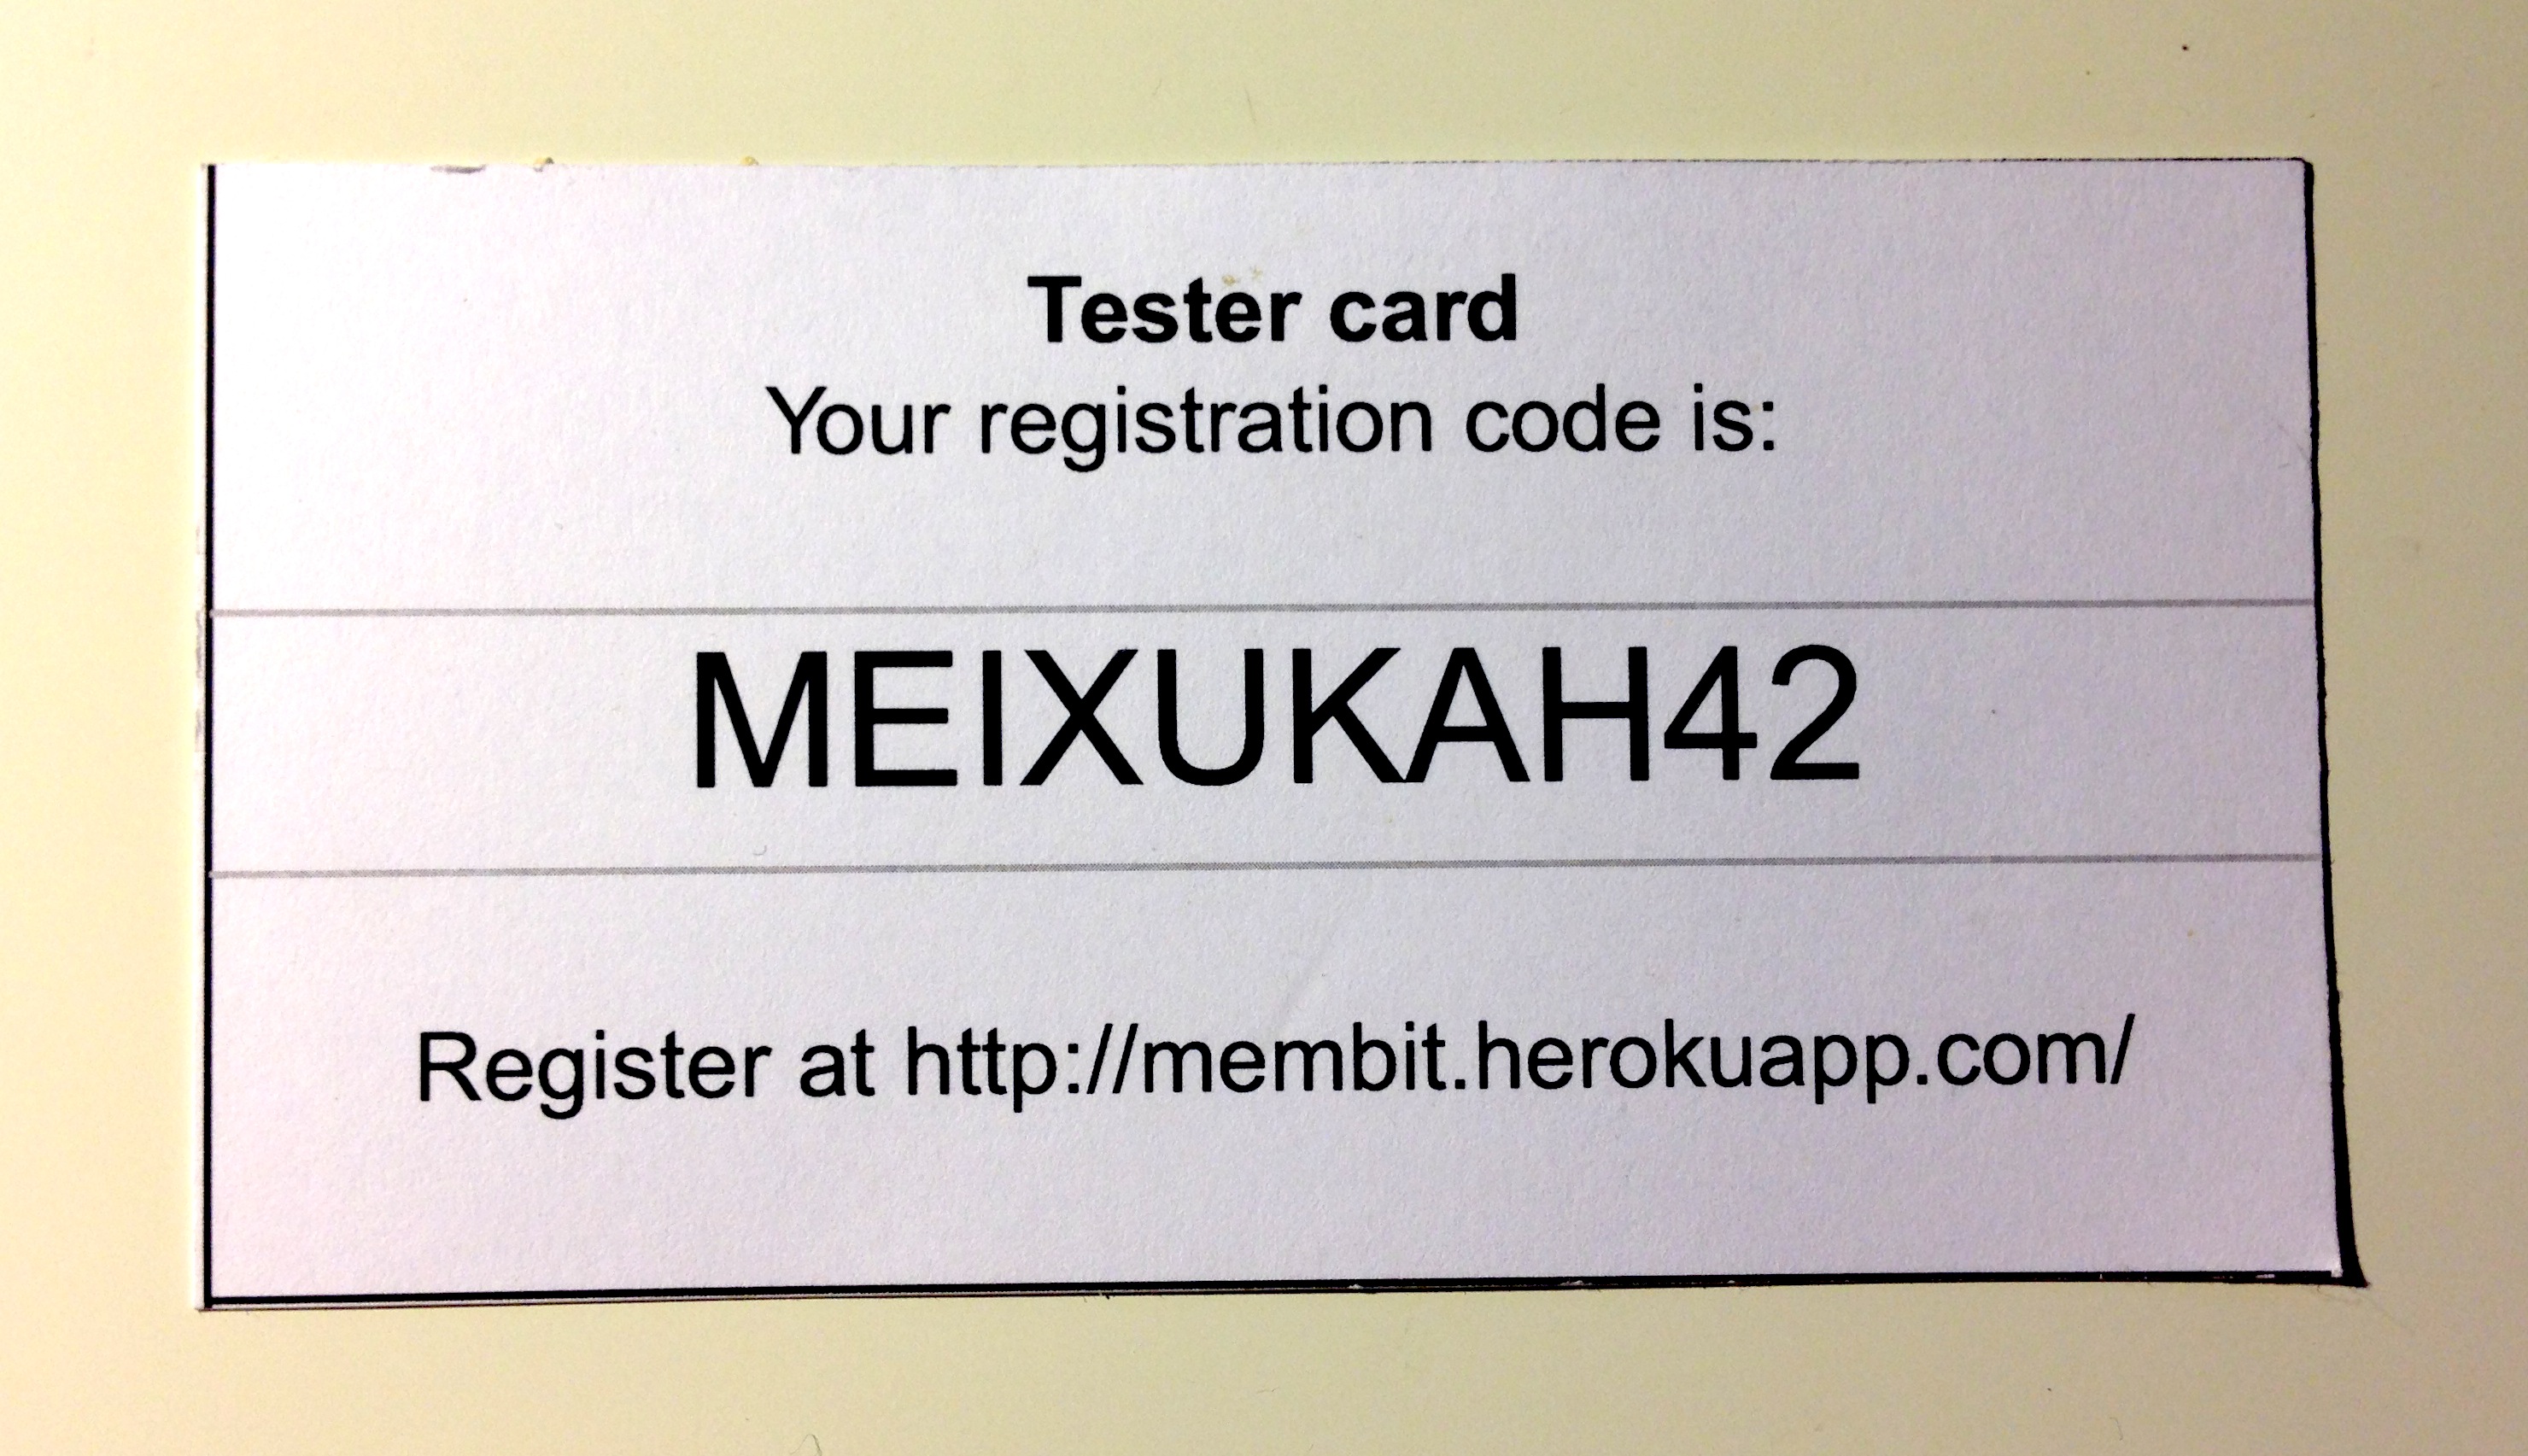 Tester card
Your registration code is:
MEIXUKAH42
Register at http://membit.herokuapp.com/